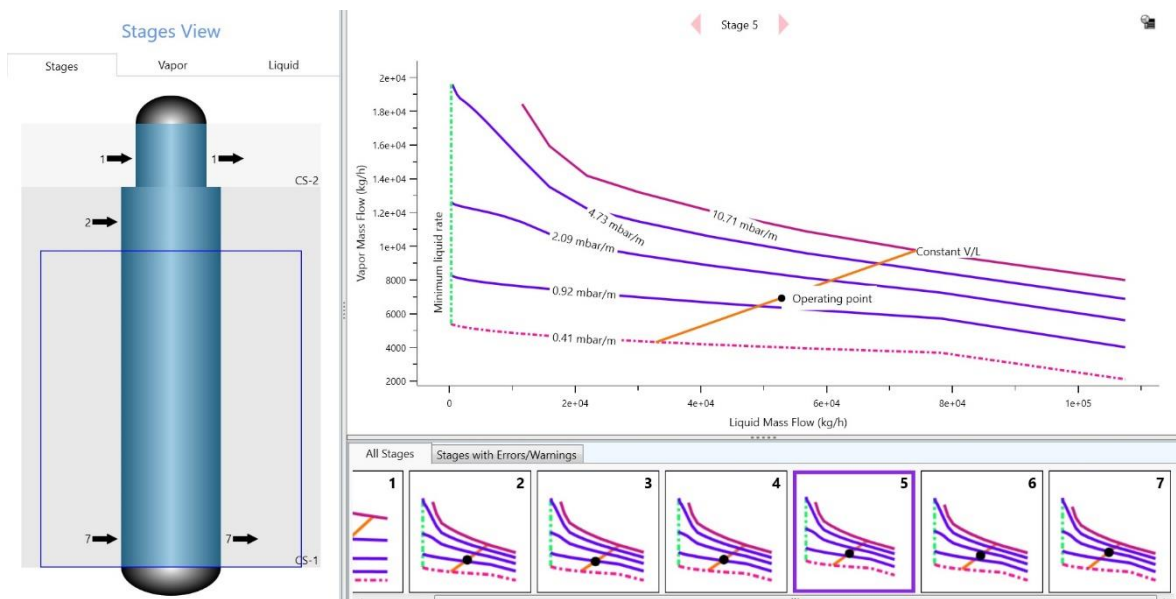 Stages View
Stages Vapor Liquid
1 1
CS-2
2
7 7
CS-1
Stage 5
Vapor Mass Flow (kg/h)
2e+04
1.8e+04
1.6e+04
1.4e+04
1.2e+04
1e+04
8000
6000
4000
2000
Minimum liquid rate
10.71 mbar/m
4.73 mbar/m
2.09 mbar/m
0.92 mbar/m
0.41 mbar/m
Constant V/L
Operating point
0 2e+04 4e+04 6e+04 8e+04 1e+05
Liquid Mass Flow (kg/h)
All Stages Stages with Errors/Warnings
1 2 3 4 5 6 7